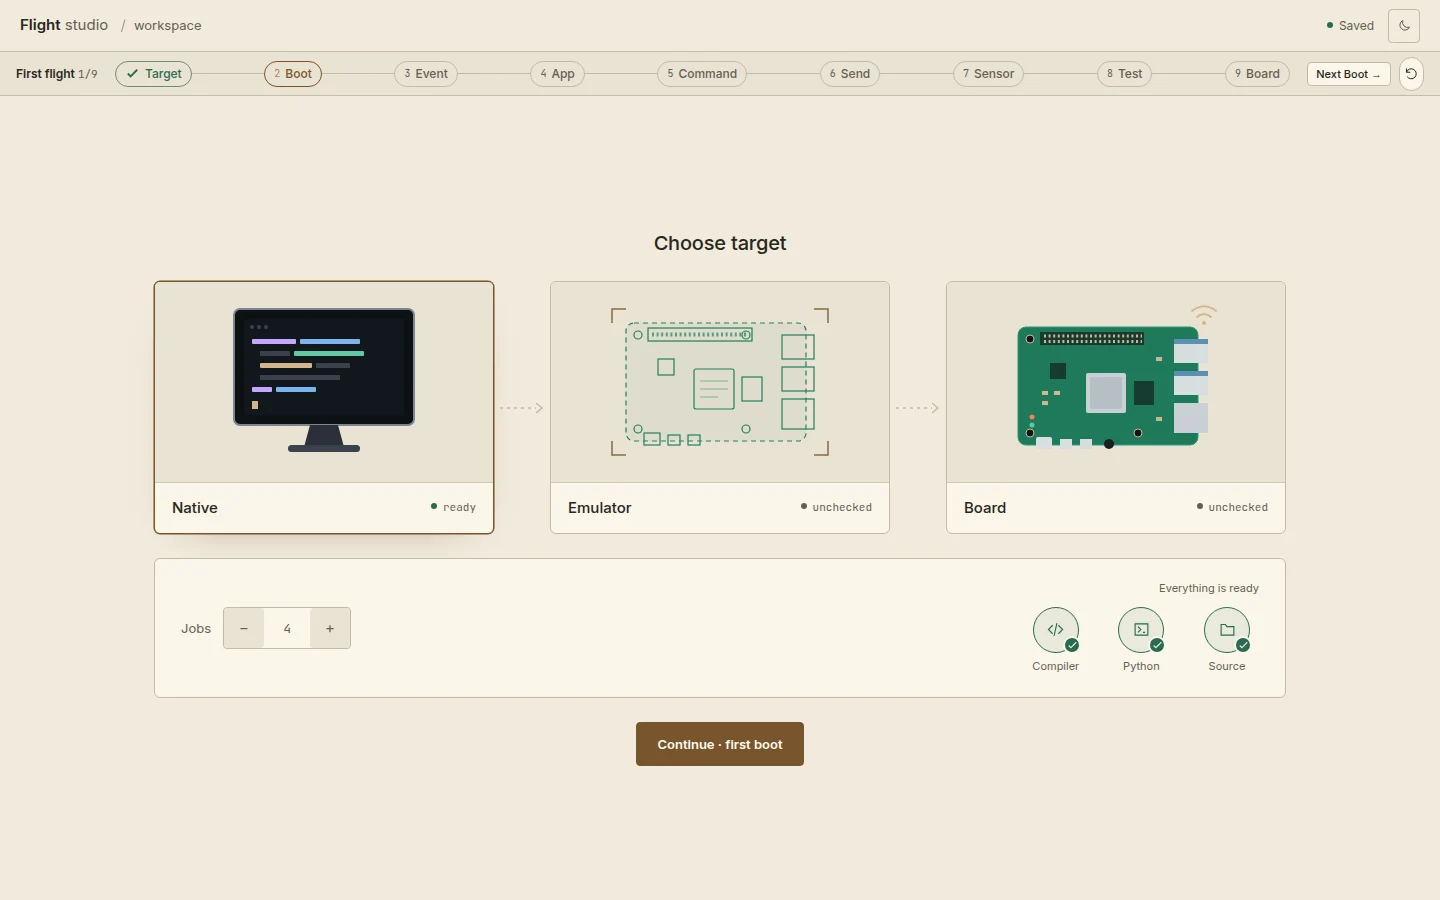 Flight studio / workspace
Saved
First flight 1/9
Target
2 Boot
3 Event
4 App
5 Command
6 Send
7 Sensor
8 Test
9 Board
Next Boot →
Choose target
Native
ready
Emulator
unchecked
Board
unchecked
Everything is ready
Jobs − 4 +
Compiler
Python
Source
Continue · first boot